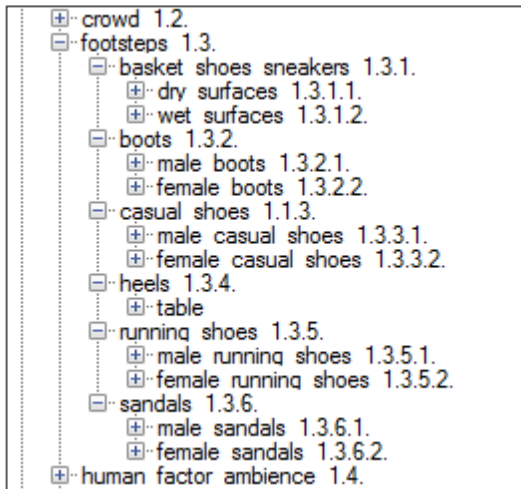 crowd 1.2.
footsteps 1.3.
basket shoes sneakers 1.3.1.
dry surfaces 1.3.1.1.
wet surfaces 1.3.1.2.
boots 1.3.2.
male boots 1.3.2.1.
female boots 1.3.2.2.
casual shoes 1.1.3.
male casual shoes 1.3.3.1.
female casual shoes 1.3.3.2.
heels 1.3.4.
table
running shoes 1.3.5.
male running shoes 1.3.5.1.
female running shoes 1.3.5.2.
sandals 1.3.6.
male sandals 1.3.6.1.
female sandals 1.3.6.2.
human factor ambience 1.4.